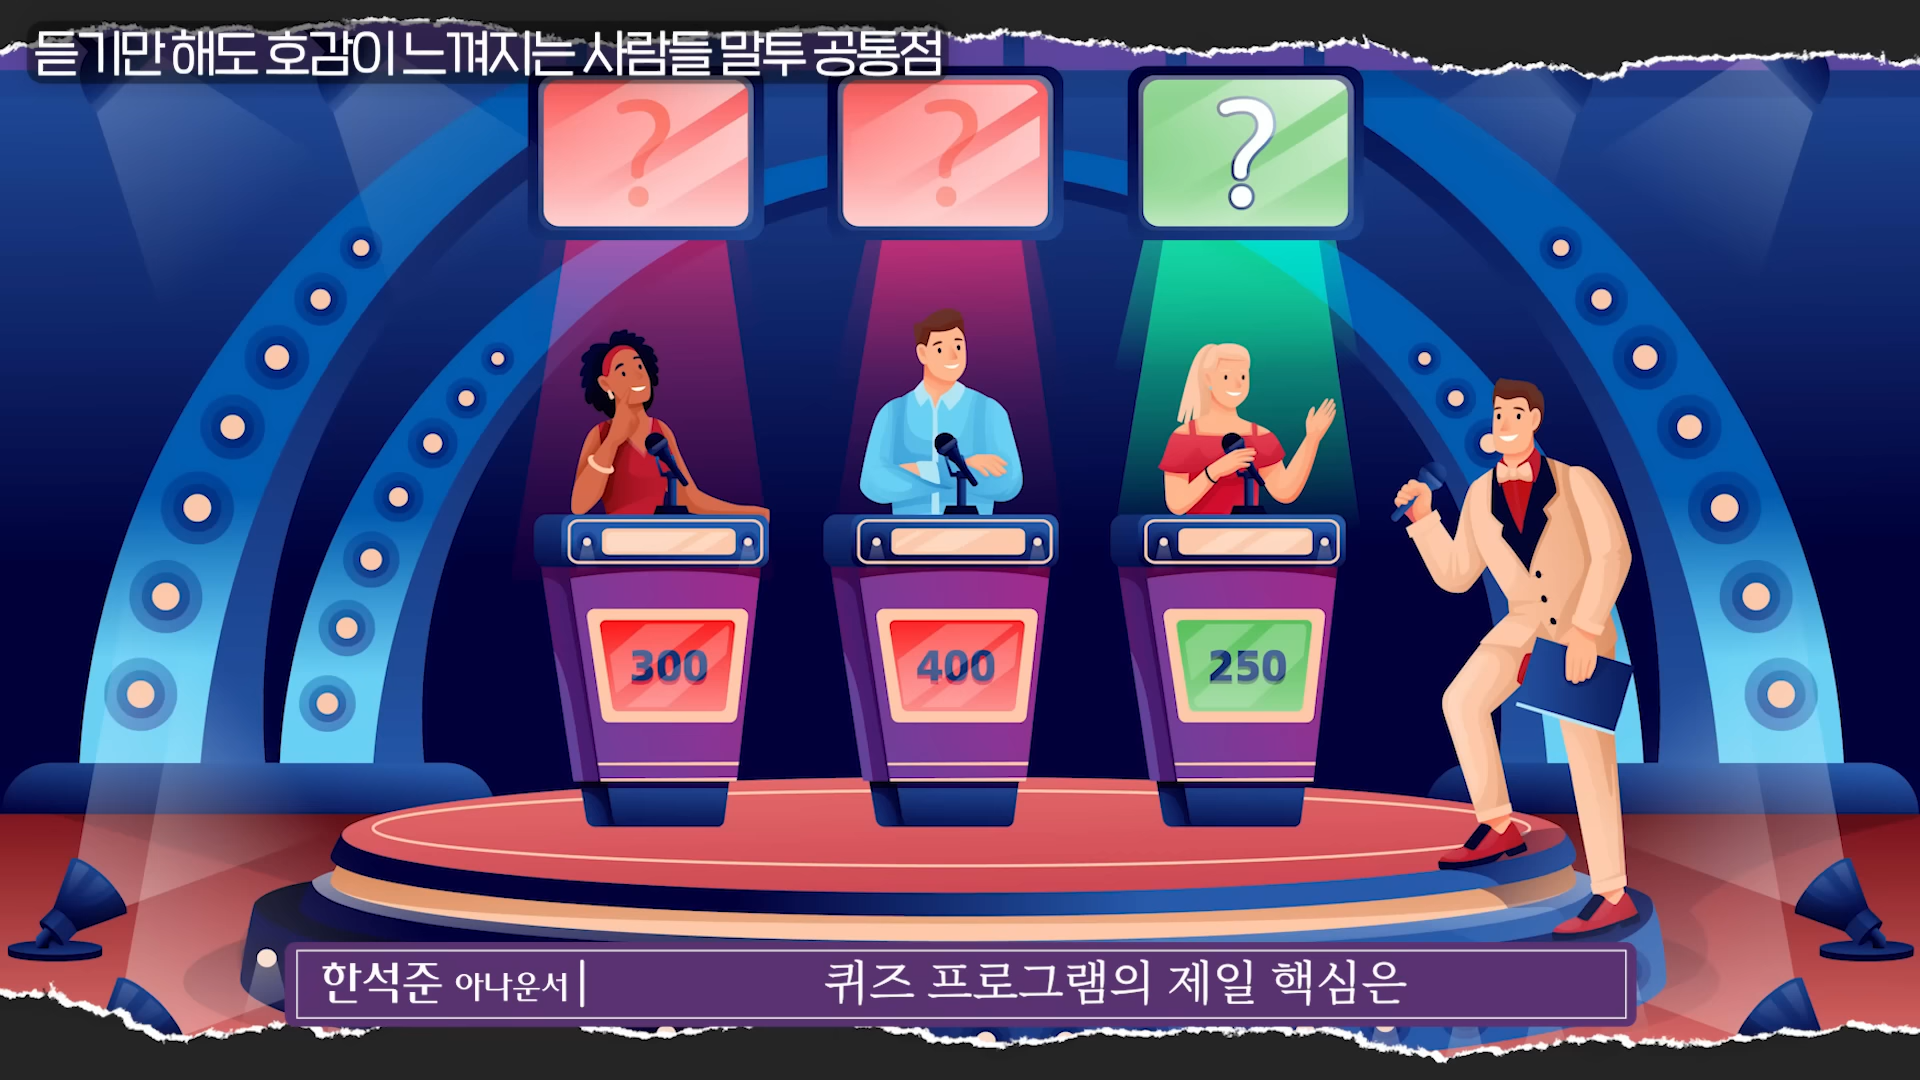 듣기만 해도 호감이 느껴지는 사람들 말투 공통점
?
?
?
300
400
250
한석준 아나운서|
퀴즈 프로그램의 제일 핵심은